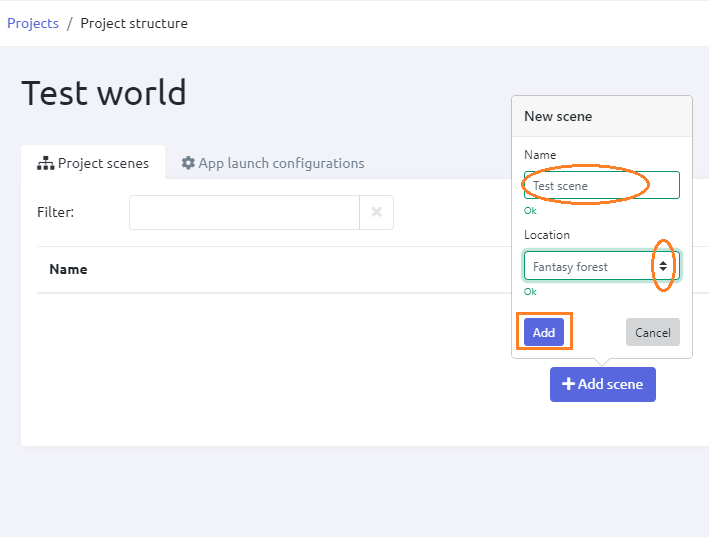 Projects / Project structure
Test world
Project scenes
App launch configurations
Filter:
Name
New scene
Name
Test scene
Ok
Location
Fantasy forest
Ok
Add
Cancel
Add scene